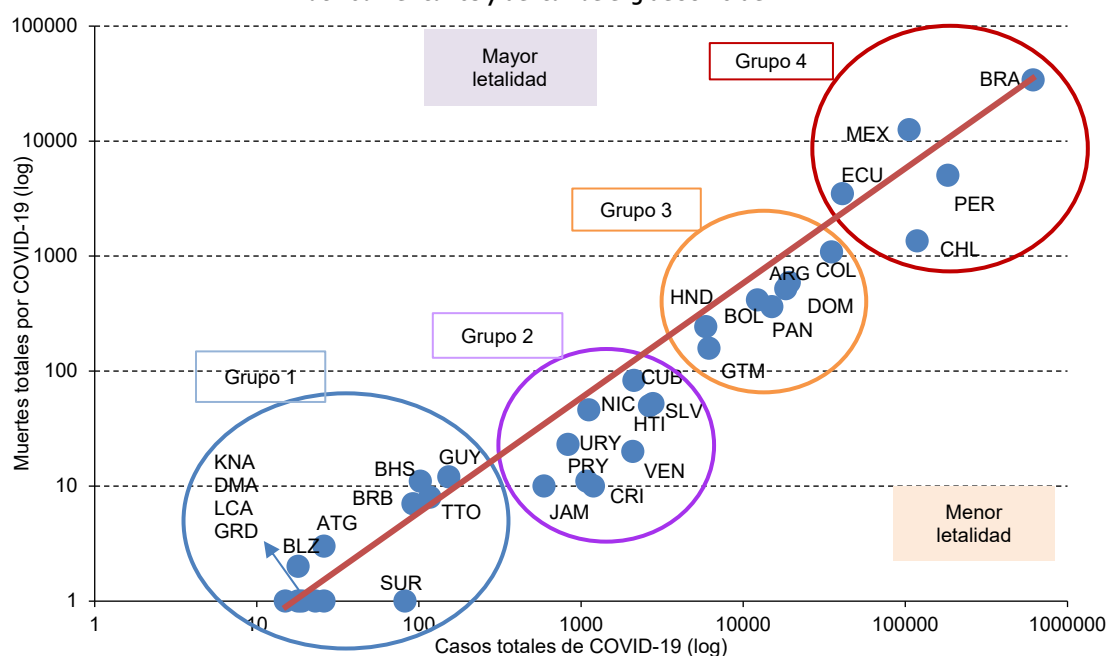 100000
10000
1000
100
10
1
1
10
100
1000
10000
100000
1000000
Muertes totales por COVID-19 (log)
Casos totales de COVID-19 (log)
Mayor
letalidad
Menor
letalidad
Grupo 4
BRA
MEX
ECU
PER
CHL
Grupo 3
COL
ARG
DOM
HND
BOL
PAN
GTM
Grupo 2
CUB
NIC
SLV
HTI
URY
VEN
PRY
CRI
JAM
Grupo 1
GUY
BHS
BRB
TTO
KNA
DMA
LCA
GRD
ATG
BLZ
SUR